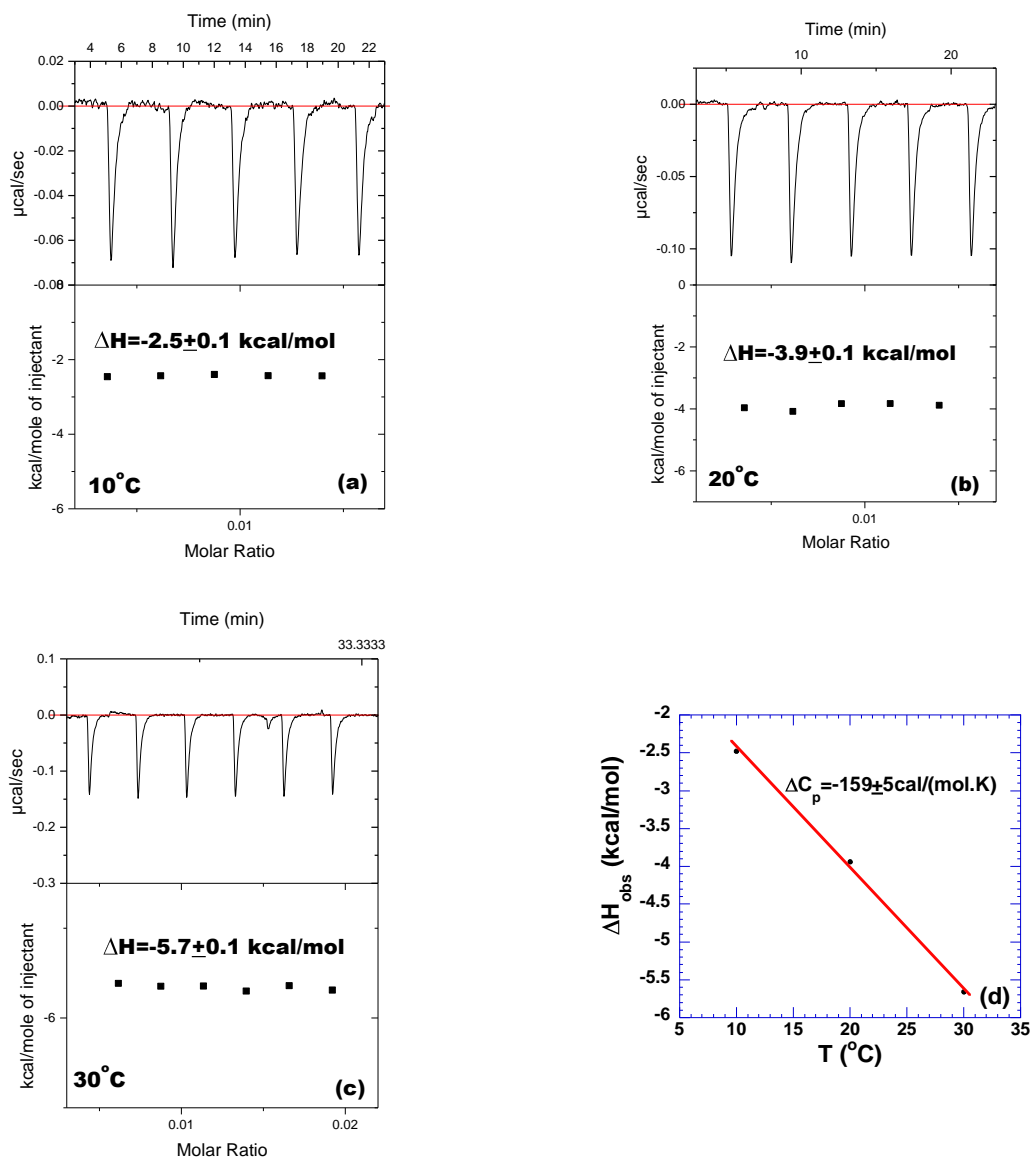 Time (min)
4 6 8 10 12 14 16 18 20 22
0.02
0.00
-0.02
-0.04
-0.06
-0.08
µcal/sec
0
-2
-4
-6
kcal/mole of injectant
ΔH=-2.5±0.1 kcal/mol
10°C
(a)
0.01
Molar Ratio
Time (min)
10 20
0.00
-0.05
-0.10
µcal/sec
0
-2
-4
-6
kcal/mole of injectant
ΔH=-3.9±0.1 kcal/mol
20°C
(b)
0.01
Molar Ratio
Time (min)
33.3333
0.1
0.0
-0.1
-0.2
-0.3
µcal/sec
-6
kcal/mole of injectant
ΔH=-5.7±0.1 kcal/mol
30°C
(c)
0.01 0.02
Molar Ratio
-2
-2.5
-3
-3.5
-4
-4.5
-5
-5.5
-6
ΔH_obs (kcal/mol)
ΔC_p=-159±5cal/(mol.K)
(d)
5 10 15 20 25 30 35
T (°C)